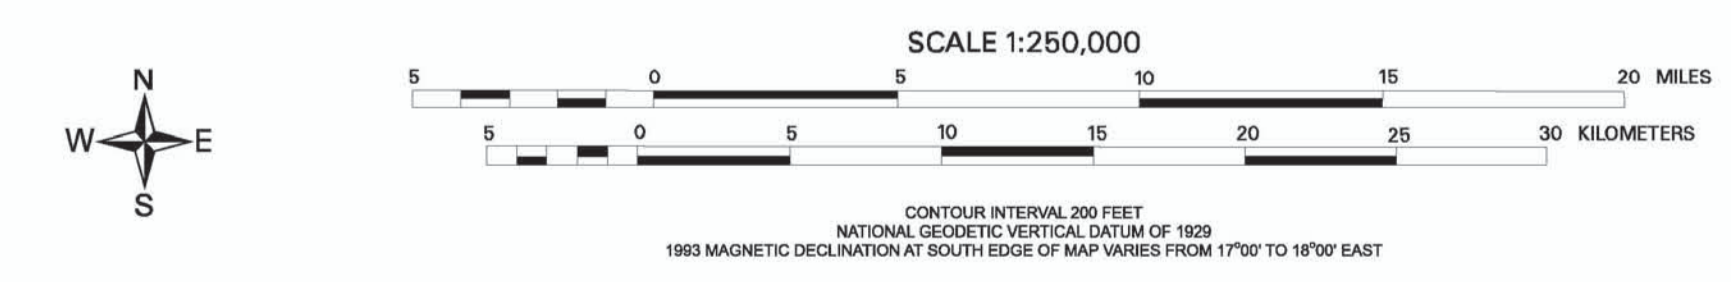 SCALE 1:250,000
5 0 5 10 15 20 MILES
N
W E
S
5 0 5 10 15 20 25 30 KILOMETERS
CONTOUR INTERVAL 200 FEET
NATIONAL GEODETIC VERTICAL DATUM OF 1929
1993 MAGNETIC DECLINATION AT SOUTH EDGE OF MAP VARIES FROM 17°00' TO 18°00' EAST